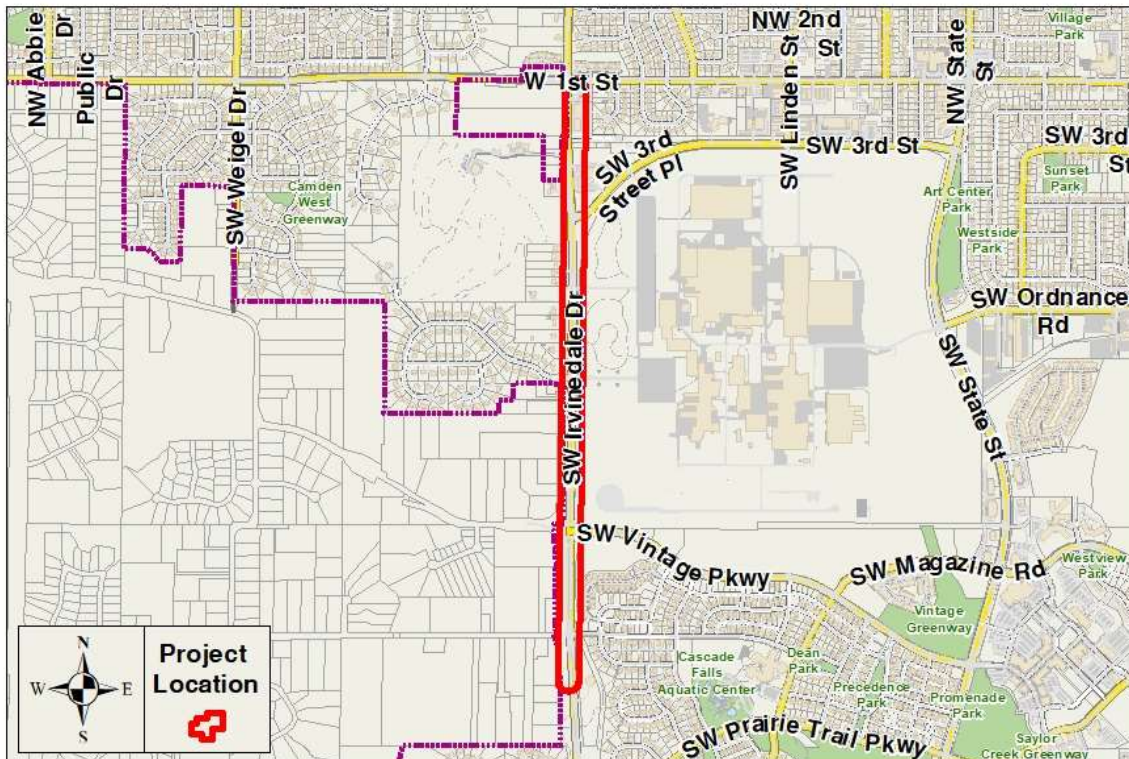 NW Abbie
Dr
Public
Dr
SW Weigel Dr
Camden
West
Greenway
W 1st St
NW 2nd
St
SW Linden St
NW State
St
Village
Park
SW 3rd
Street Pl
SW 3rd St
SW 3rd
St
Sunset
Park
Art Center
Park
Westside
Park
SW Ordnance
Rd
SW State St
SW Irvinedale Dr
SW Vintage Pkwy
SW Magazine Rd
Westview
Park
Vintage
Greenway
Dean
Park
Cascade
Falls
Aquatic Center
Precedence
Park
Promenade
Park
SW Prairie Trail Pkwy
Saylor
Creek Greenway
N
W E
S
Project
Location